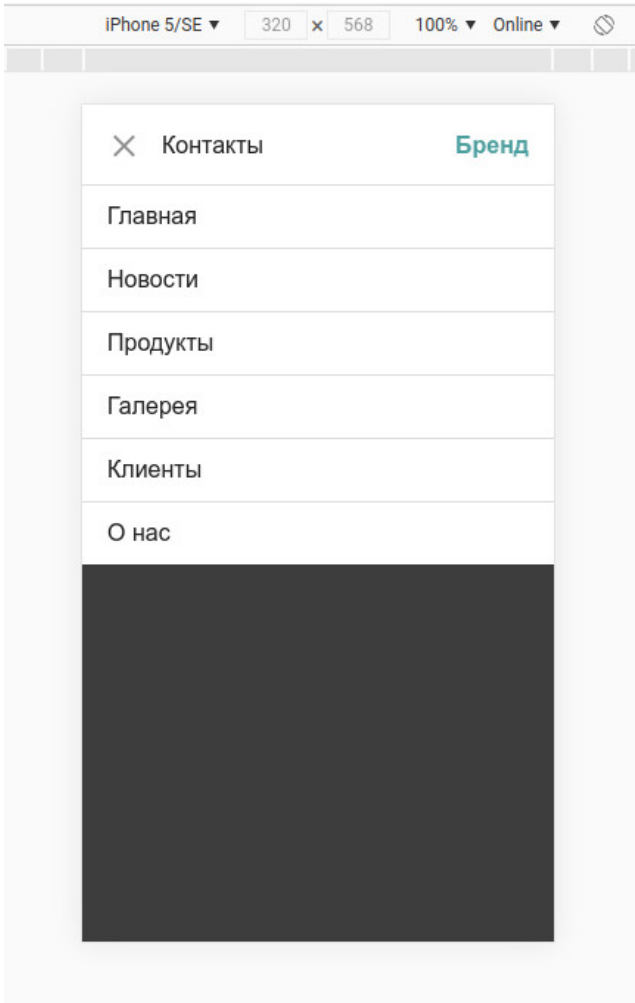 iPhone 5/SE ▼ 320 × 568 100% ▼ Online ▼
Контакты Бренд
Главная
Новости
Продукты
Галерея
Клиенты
О нас